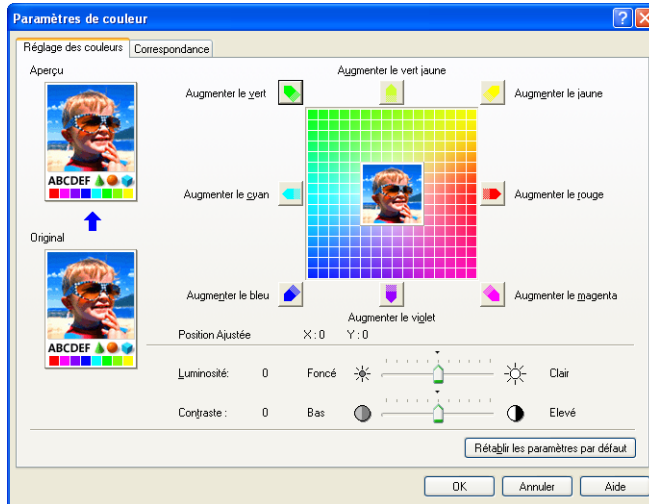 Paramètres de couleur
Réglage des couleurs Correspondance
Aperçu
ABCDEF
Original
ABCDEF
Augmenter le vert
Augmenter le vert jaune
Augmenter le jaune
Augmenter le cyan
Augmenter le rouge
Augmenter le bleu
Augmenter le violet
Augmenter le magenta
Position Ajustée X : 0 Y : 0
Luminosité: 0 Foncé Clair
Contraste : 0 Bas Elevé
Rétablir les paramètres par défaut
OK Annuler Aide